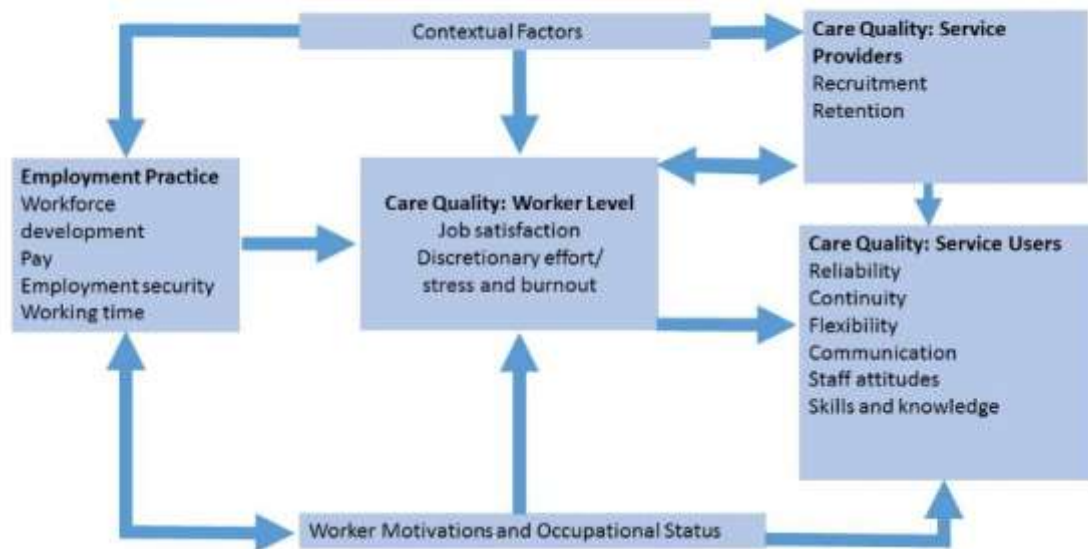 Contextual Factors
Care Quality: Service
Providers
Recruitment
Retention
Employment Practice
Workforce
development
Pay
Employment security
Working time
Care Quality: Worker Level
Job satisfaction
Discretionary effort/
stress and burnout
Care Quality: Service Users
Reliability
Continuity
Flexibility
Communication
Staff attitudes
Skills and knowledge
Worker Motivations and Occupational Status